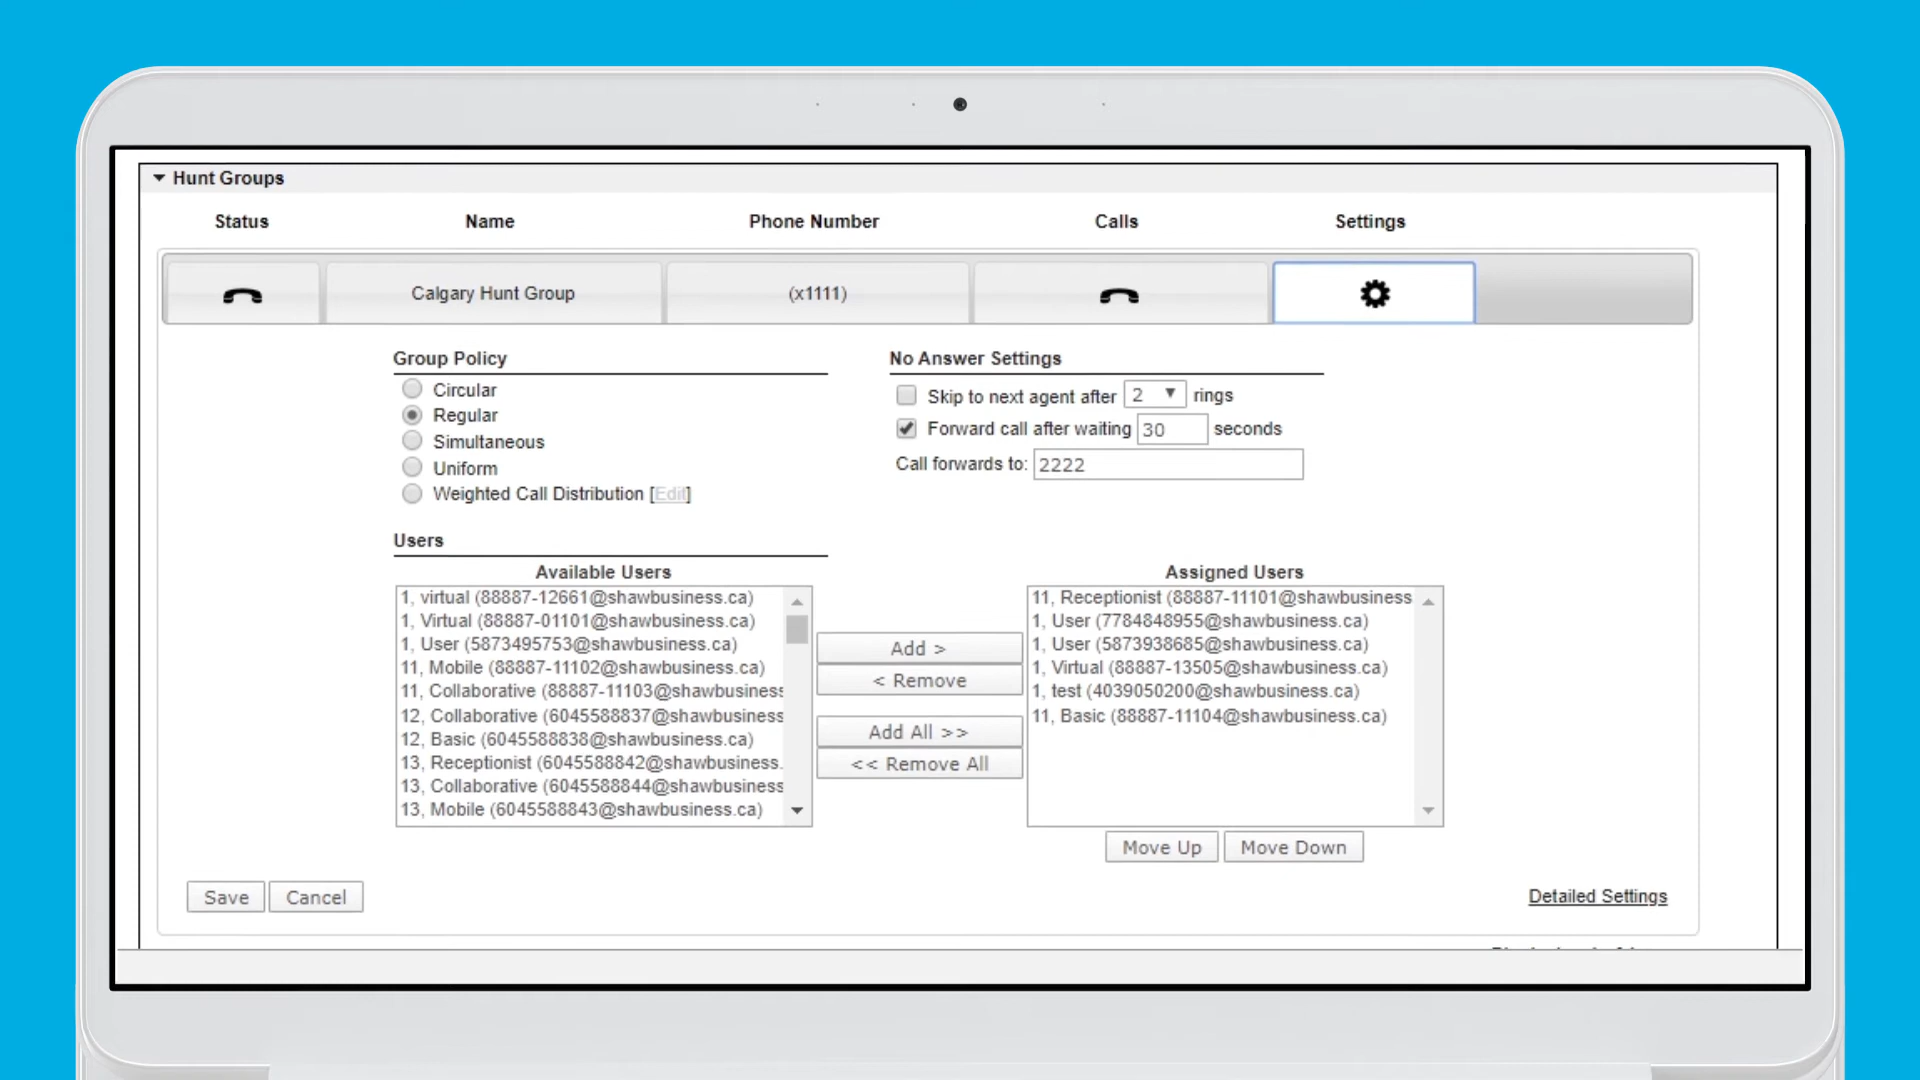 Hunt Groups
Status Name Phone Number Calls Settings
Calgary Hunt Group (x1111)
Group Policy
Circular
Regular
Simultaneous
Uniform
Weighted Call Distribution [Edit]
No Answer Settings
Skip to next agent after 2 rings
Forward call after waiting 30 seconds
Call forwards to: 2222
Users
Available Users
1, virtual (88887-12661@shawbusiness.ca)
1, Virtual (88887-01101@shawbusiness.ca)
1, User (5873495753@shawbusiness.ca)
11, Mobile (88887-11102@shawbusiness.ca)
11, Collaborative (88887-11103@shawbusiness
12, Collaborative (6045588837@shawbusiness
12, Basic (6045588838@shawbusiness.ca)
13, Receptionist (6045588842@shawbusiness.
13, Collaborative (6045588844@shawbusiness
13, Mobile (6045588843@shawbusiness.ca)
Add >
< Remove
Add All >>
<< Remove All
Assigned Users
11, Receptionist (88887-11101@shawbusiness
1, User (7784848955@shawbusiness.ca)
1, User (5873938685@shawbusiness.ca)
1, Virtual (88887-13505@shawbusiness.ca)
1, test (4039050200@shawbusiness.ca)
11, Basic (88887-11104@shawbusiness.ca)
Move Up Move Down
Save Cancel
Detailed Settings